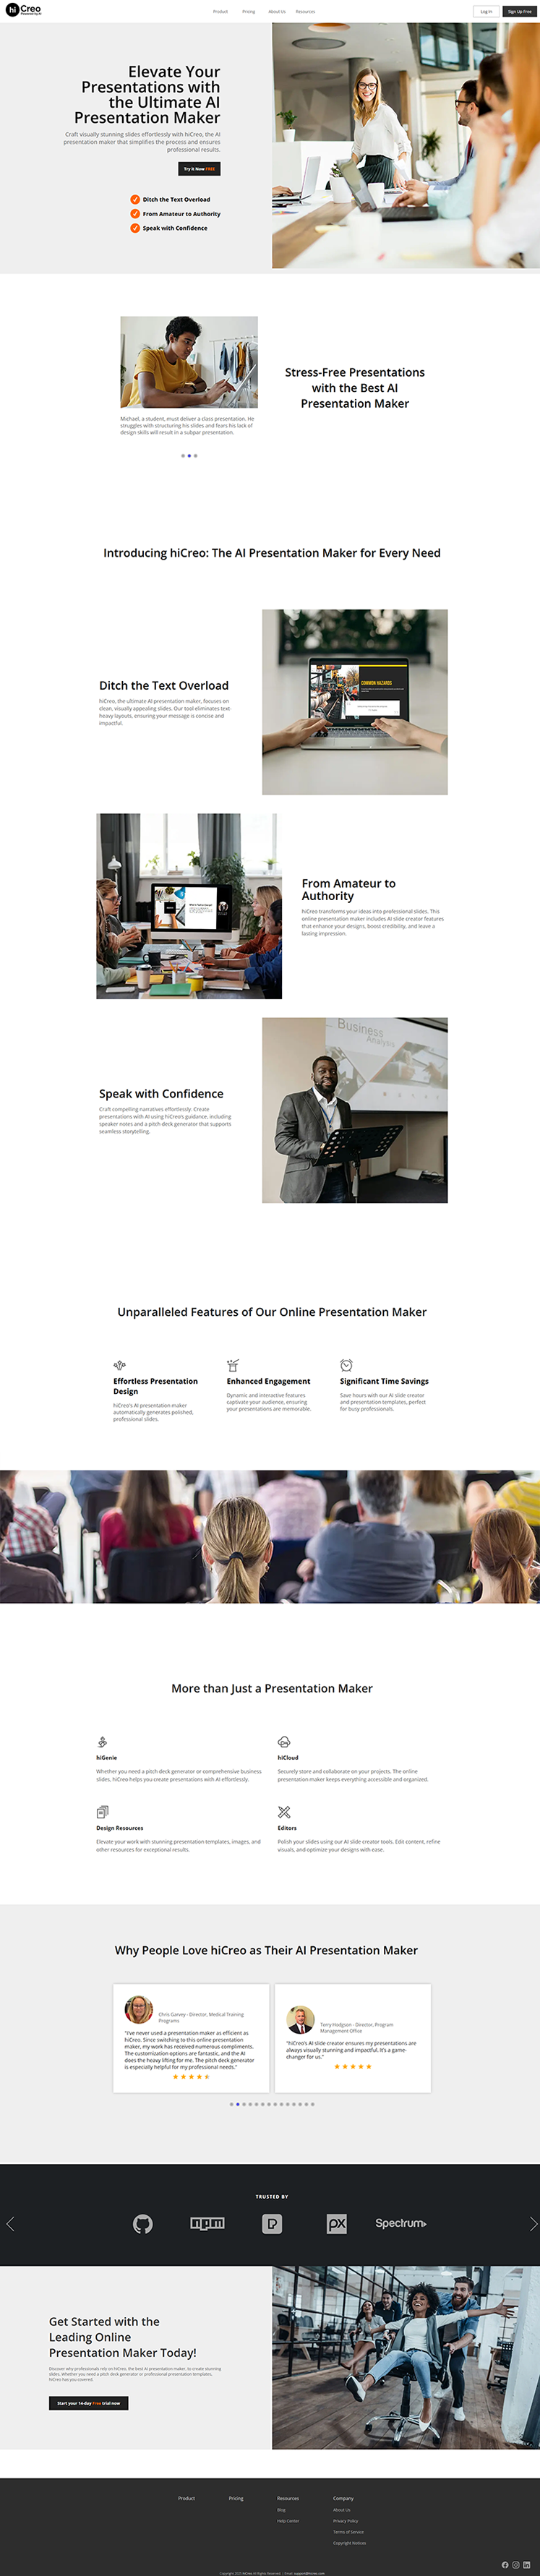 hi Creo
Powered by AI
Product Pricing About Us Resources
Log In Sign Up Free
Elevate Your
Presentations with
the Ultimate AI
Presentation Maker
Craft visually stunning slides effortlessly with hiCreo, the AI
presentation maker that simplifies the process and ensures
professional results.
Try It Now FREE
Ditch the Text Overload
From Amateur to Authority
Speak with Confidence
Stress-Free Presentations
with the Best AI
Presentation Maker
Michael, a student, must deliver a class presentation. He
struggles with structuring his slides and fears his lack of
design skills will result in a subpar presentation.
Introducing hiCreo: The AI Presentation Maker for Every Need
COMMON HAZARDS
Ditch the Text Overload
hiCreo, the ultimate AI presentation maker, focuses on
clean, visually appealing slides. Our tool eliminates text-
heavy layouts, ensuring your message is concise and
impactful.
From Amateur to
Authority
hiCreo transforms your ideas into professional slides. This
online presentation maker includes AI slide creator features
that enhance your designs, boost credibility, and leave a
lasting impression.
Business
Analysis
Speak with Confidence
Craft compelling narratives effortlessly. Create
presentations with AI using hiCreo's guidance, including
speaker notes and a pitch deck generator that supports
seamless storytelling.
Unparalleled Features of Our Online Presentation Maker
Effortless Presentation
Design
hiCreo's AI presentation maker
automatically generates polished,
professional slides.
Enhanced Engagement
Dynamic and interactive features
captivate your audience, ensuring
your presentations are memorable.
Significant Time Savings
Save hours with our AI slide creator
and presentation templates, perfect
for busy professionals.
More than Just a Presentation Maker
hiGenie
Whether you need a pitch deck generator or comprehensive business
slides, hiCreo helps you create presentations with AI effortlessly.
hiCloud
Securely store and collaborate on your projects. The online
presentation maker keeps everything accessible and organized.
Design Resources
Elevate your work with stunning presentation templates, images, and
other resources for exceptional results.
Editors
Polish your slides using our AI slide creator tools. Edit content, refine
visuals, and optimize your designs with ease.
Why People Love hiCreo as Their AI Presentation Maker
Chris Garvey - Director, Medical Training
Programs
"I've never used a presentation maker as efficient as
hiCreo. Since switching to this online presentation
maker, my work has received numerous compliments.
The customization options are fantastic, and the AI
does the heavy lifting for me. The pitch deck generator
is especially helpful for my professional needs."
Terry Hodgson - Director, Program
Management Office
"hiCreo's AI slide creator ensures my presentations are
always visually stunning and impactful. It's a game-
changer for us."
TRUSTED BY
npm
px
Spectrum
Get Started with the
Leading Online
Presentation Maker Today!
Discover why professionals rely on hiCreo, the best AI presentation maker, to create stunning
slides. Whether you need a pitch deck generator or professional presentation templates,
hiCreo has you covered.
Start your 14-day Free trial now
Product Pricing Resources Company
Blog About Us
Help Center Privacy Policy
Terms of Service
Copyright Notices
Copyright 2025 HiCreo All Rights Reserved. | Email: support@hicreo.com